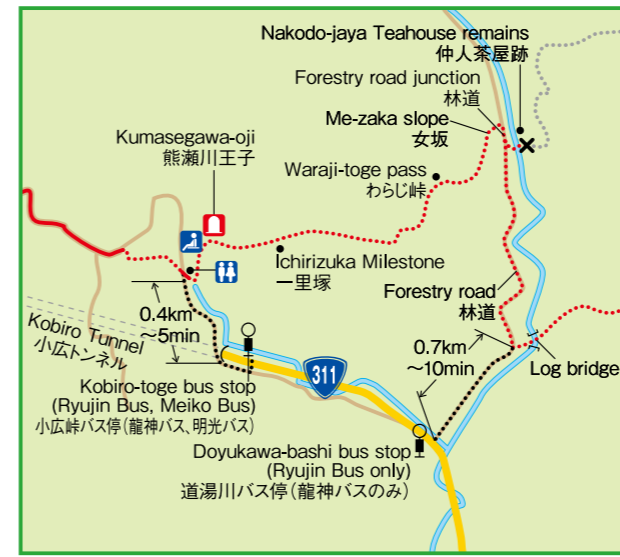 Nakodo-jaya Teahouse remains
仲人茶屋跡
Forestry road junction
林道
Me-zaka slope
女坂
Kumasegawa-oji
熊瀬川王子
Waraji-toge pass
わらじ峠
Ichirizuka Milestone
一里塚
Forestry road
林道
0.4km
～5min
Kobiro Tunnel
小広トンネル
0.7km
～10min
Log bridge
311
Kobiro-toge bus stop
(Ryujin Bus, Meiko Bus)
小広峠バス停(龍神バス、明光バス)
Doyukawa-bashi bus stop
(Ryujin Bus only)
道湯川バス停(龍神バスのみ)